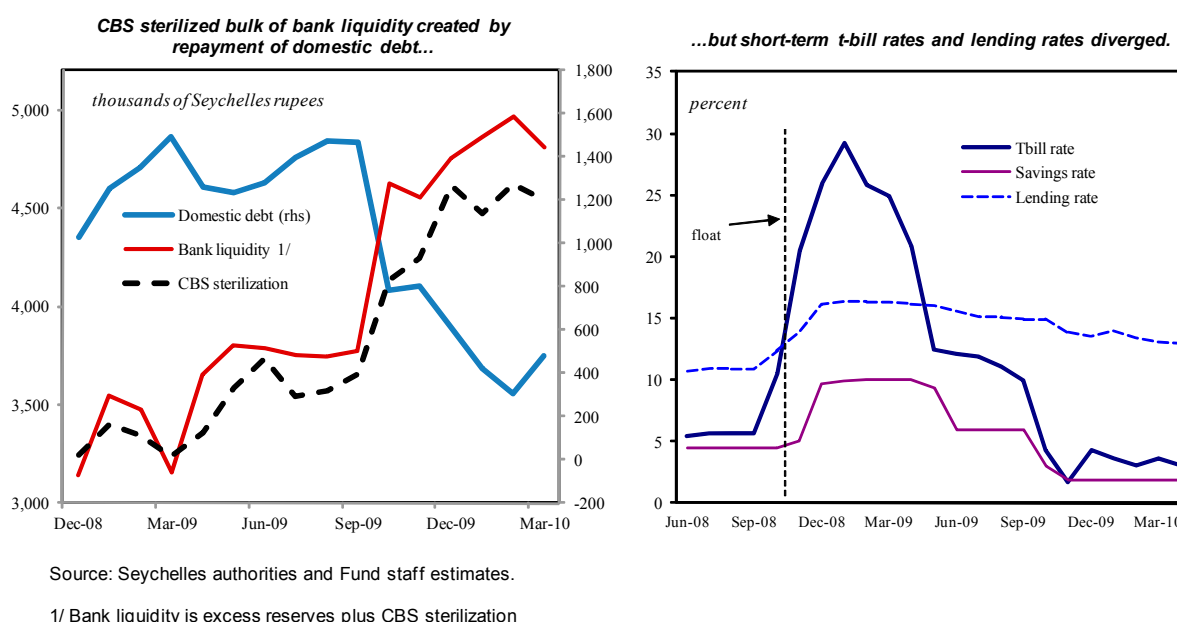 CBS sterilized bulk of bank liquidity created by
repayment of domestic debt...
thousands of Seychelles rupees
5,000
4,500
4,000
3,500
3,000
1,800
1,600
1,400
1,200
1,000
800
600
400
200
0
-200
Domestic debt (rhs)
Bank liquidity 1/
CBS sterilization
Dec-08 Mar-09 Jun-09 Sep-09 Dec-09 Mar-10
...but short-term t-bill rates and lending rates diverged.
percent
35
30
25
20
15
10
5
0
float
Tbill rate
Savings rate
Lending rate
Jun-08 Sep-08 Dec-08 Mar-09 Jun-09 Sep-09 Dec-09 Mar-10
Source: Seychelles authorities and Fund staff estimates.
1/ Bank liquidity is excess reserves plus CBS sterilization